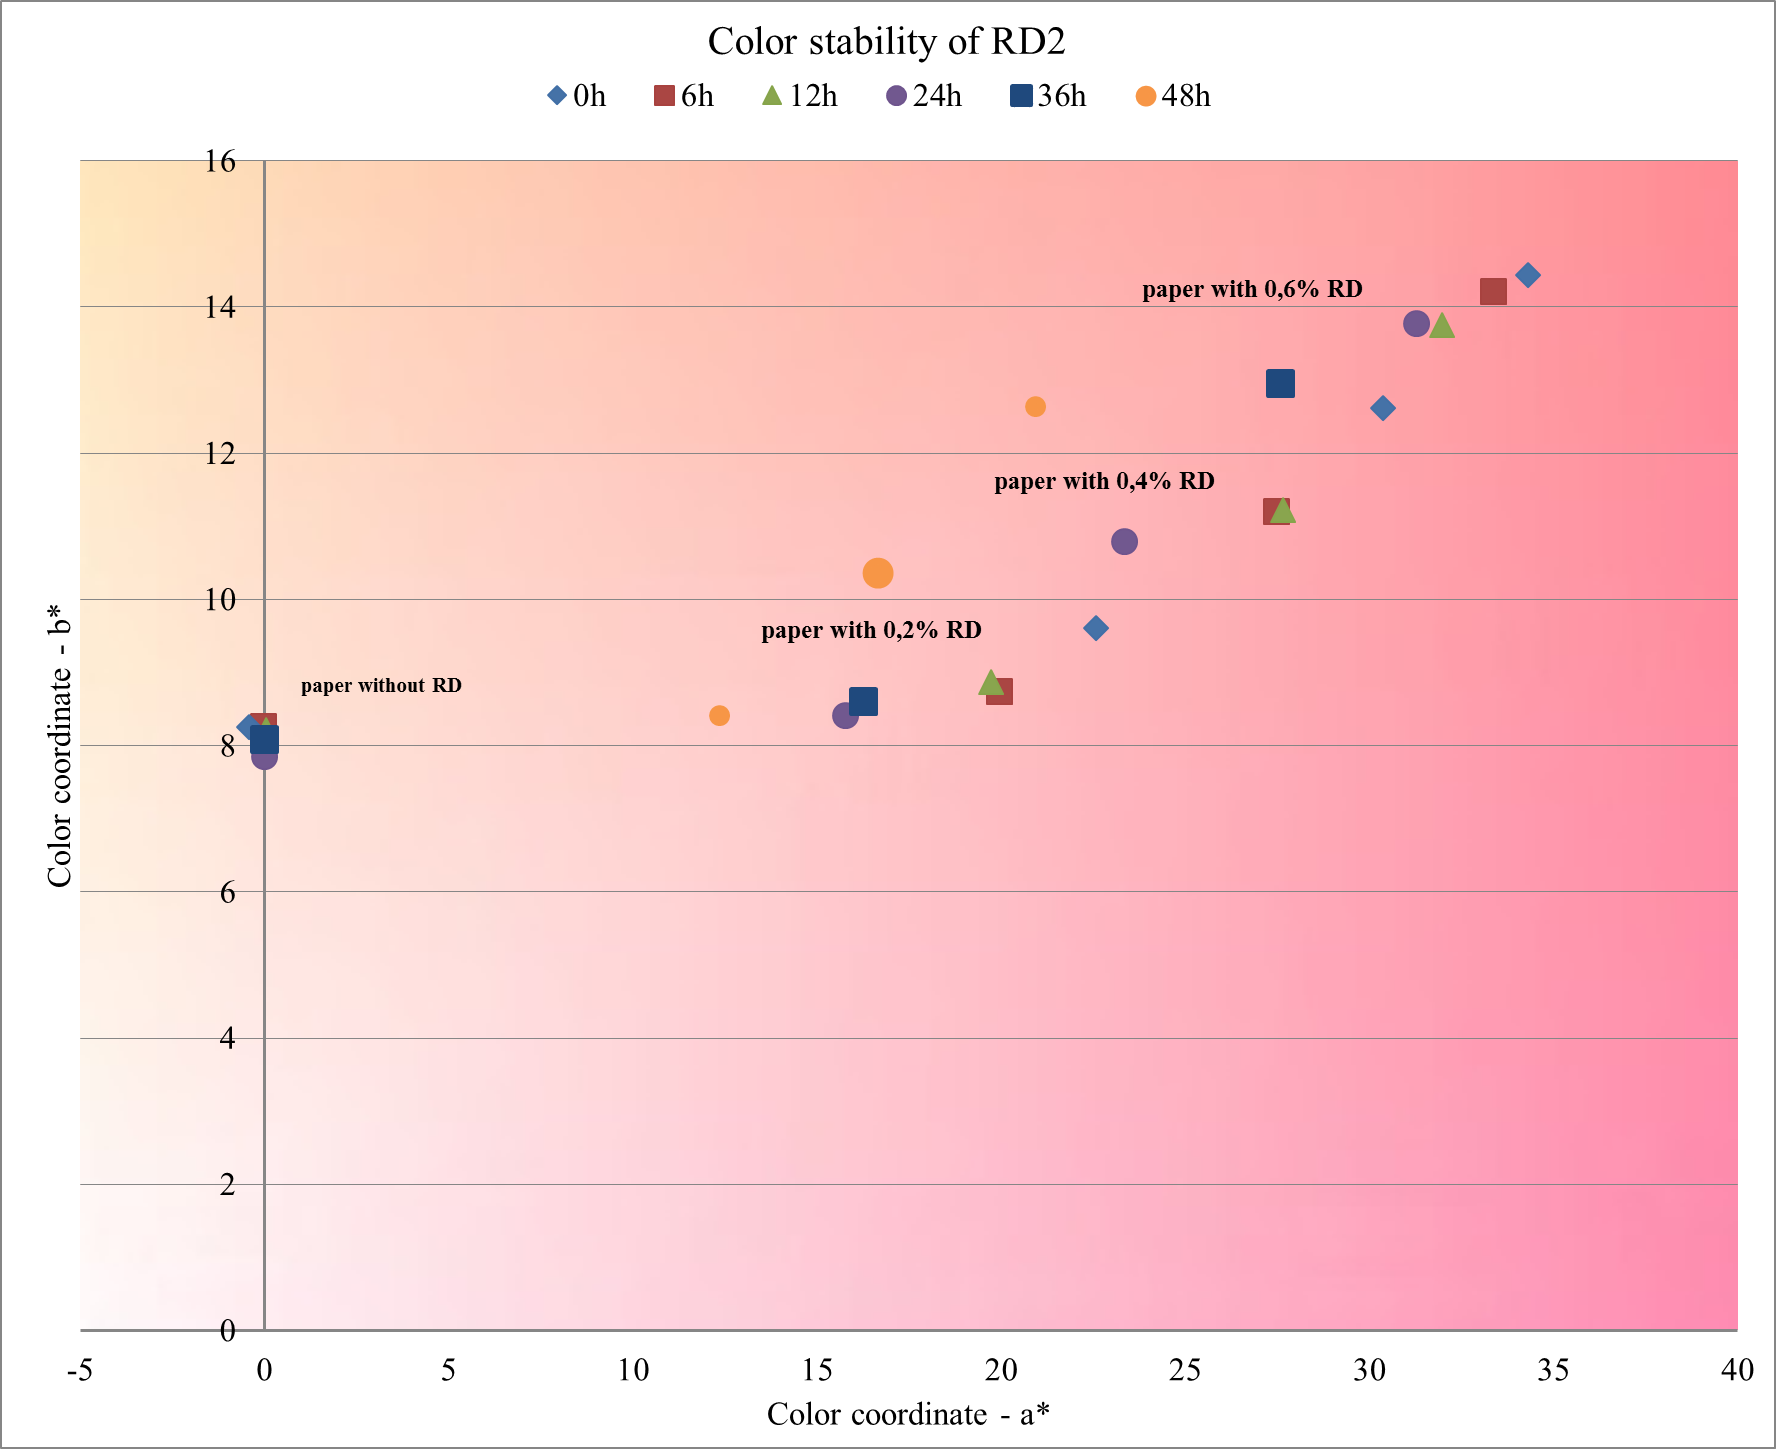 Color stability of RD2
0h 6h 12h 24h 36h 48h
16
14
12
10
8
6
4
2
0
Color coordinate - b*
paper with 0,6% RD
paper with 0,4% RD
paper with 0,2% RD
paper without RD
-5 0 5 10 15 20 25 30 35 40
Color coordinate - a*